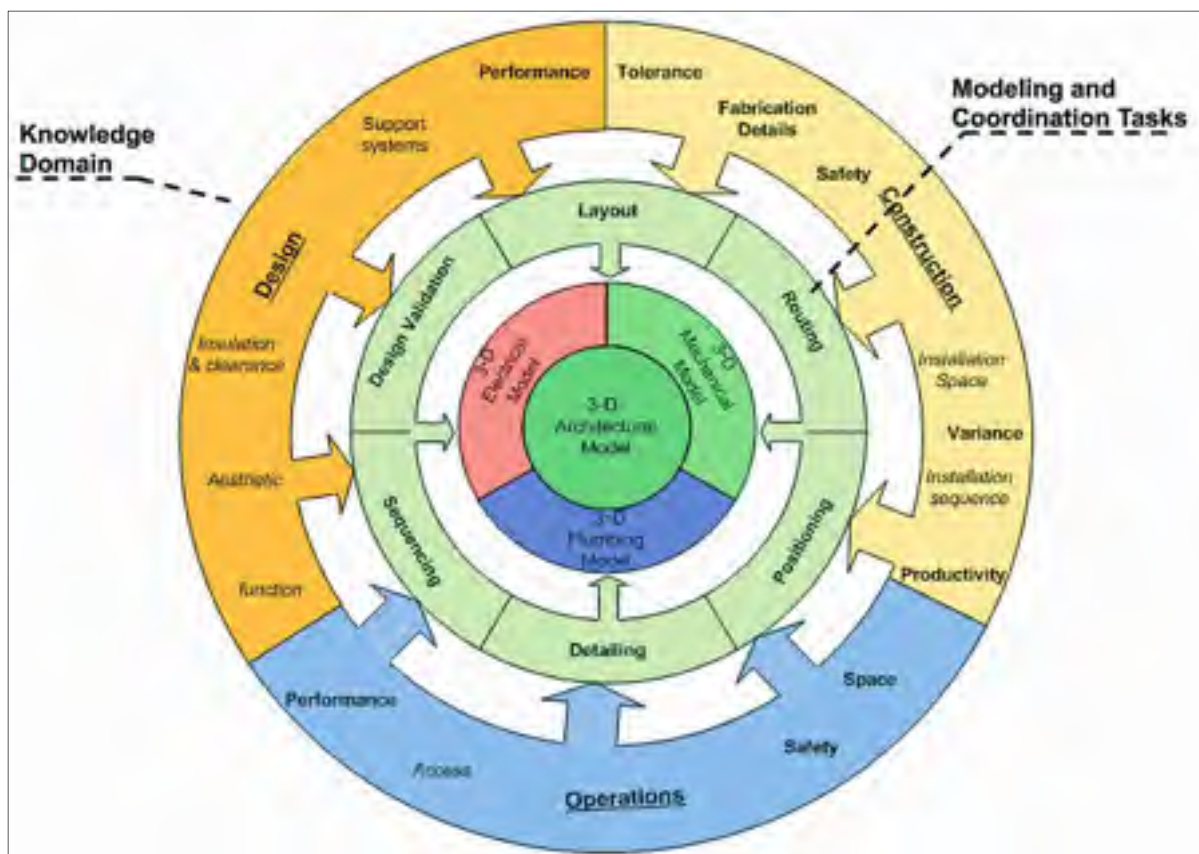 Knowledge
Domain
Modeling and
Coordination Tasks
Performance
Support
systems
Design
Insulation
& clearance
Aesthetic
function
Tolerance
Fabrication
Details
Safety
Construction
Installation
Space
Variance
Installation
sequence
Productivity
Space
Safety
Operations
Access
Performance
Layout
Routing
Positioning
Detailing
Sequencing
Design Validation
3-D
Electrical
Model
3-D
Mechanical
Model
3-D
Architecture
Model
3-D
Plumbing
Model